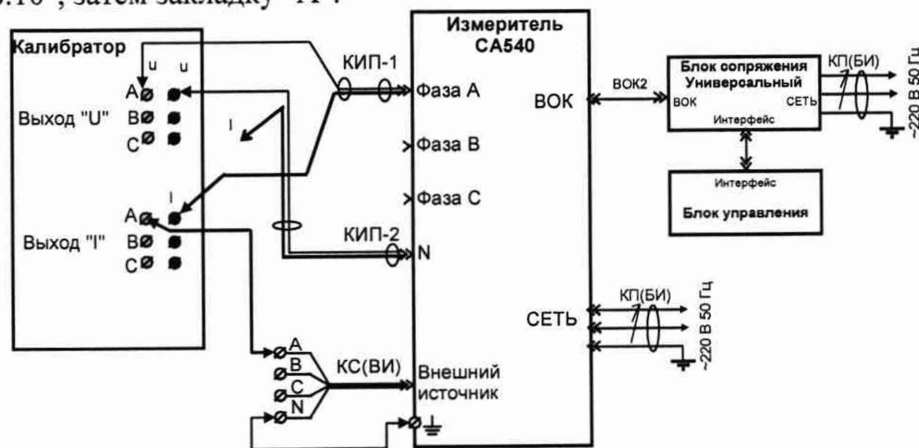 , затем закладку "А".
Калибратор
u u
A
Выход "U"
B
C
I
I
A
Выход "I"
B
C
КИП-1
КИП-2
A
B
C
N
КС(ВИ)
Измеритель
СА540
Фаза А
Фаза В
Фаза С
N
Внешний
источник
ВОК
СЕТЬ
ВОК2
Блок сопряжения
Универсальный
ВОК
СЕТЬ
Интерфейс
КП(БИ)
~220 В 50 Гц
Интерфейс
Блок управления
КП(БИ)
~220 В 50 Гц